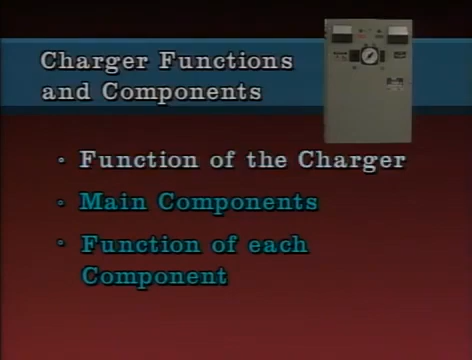 Charger Functions
and Components
· Function of the Charger
· Main Components
· Function of each
Component